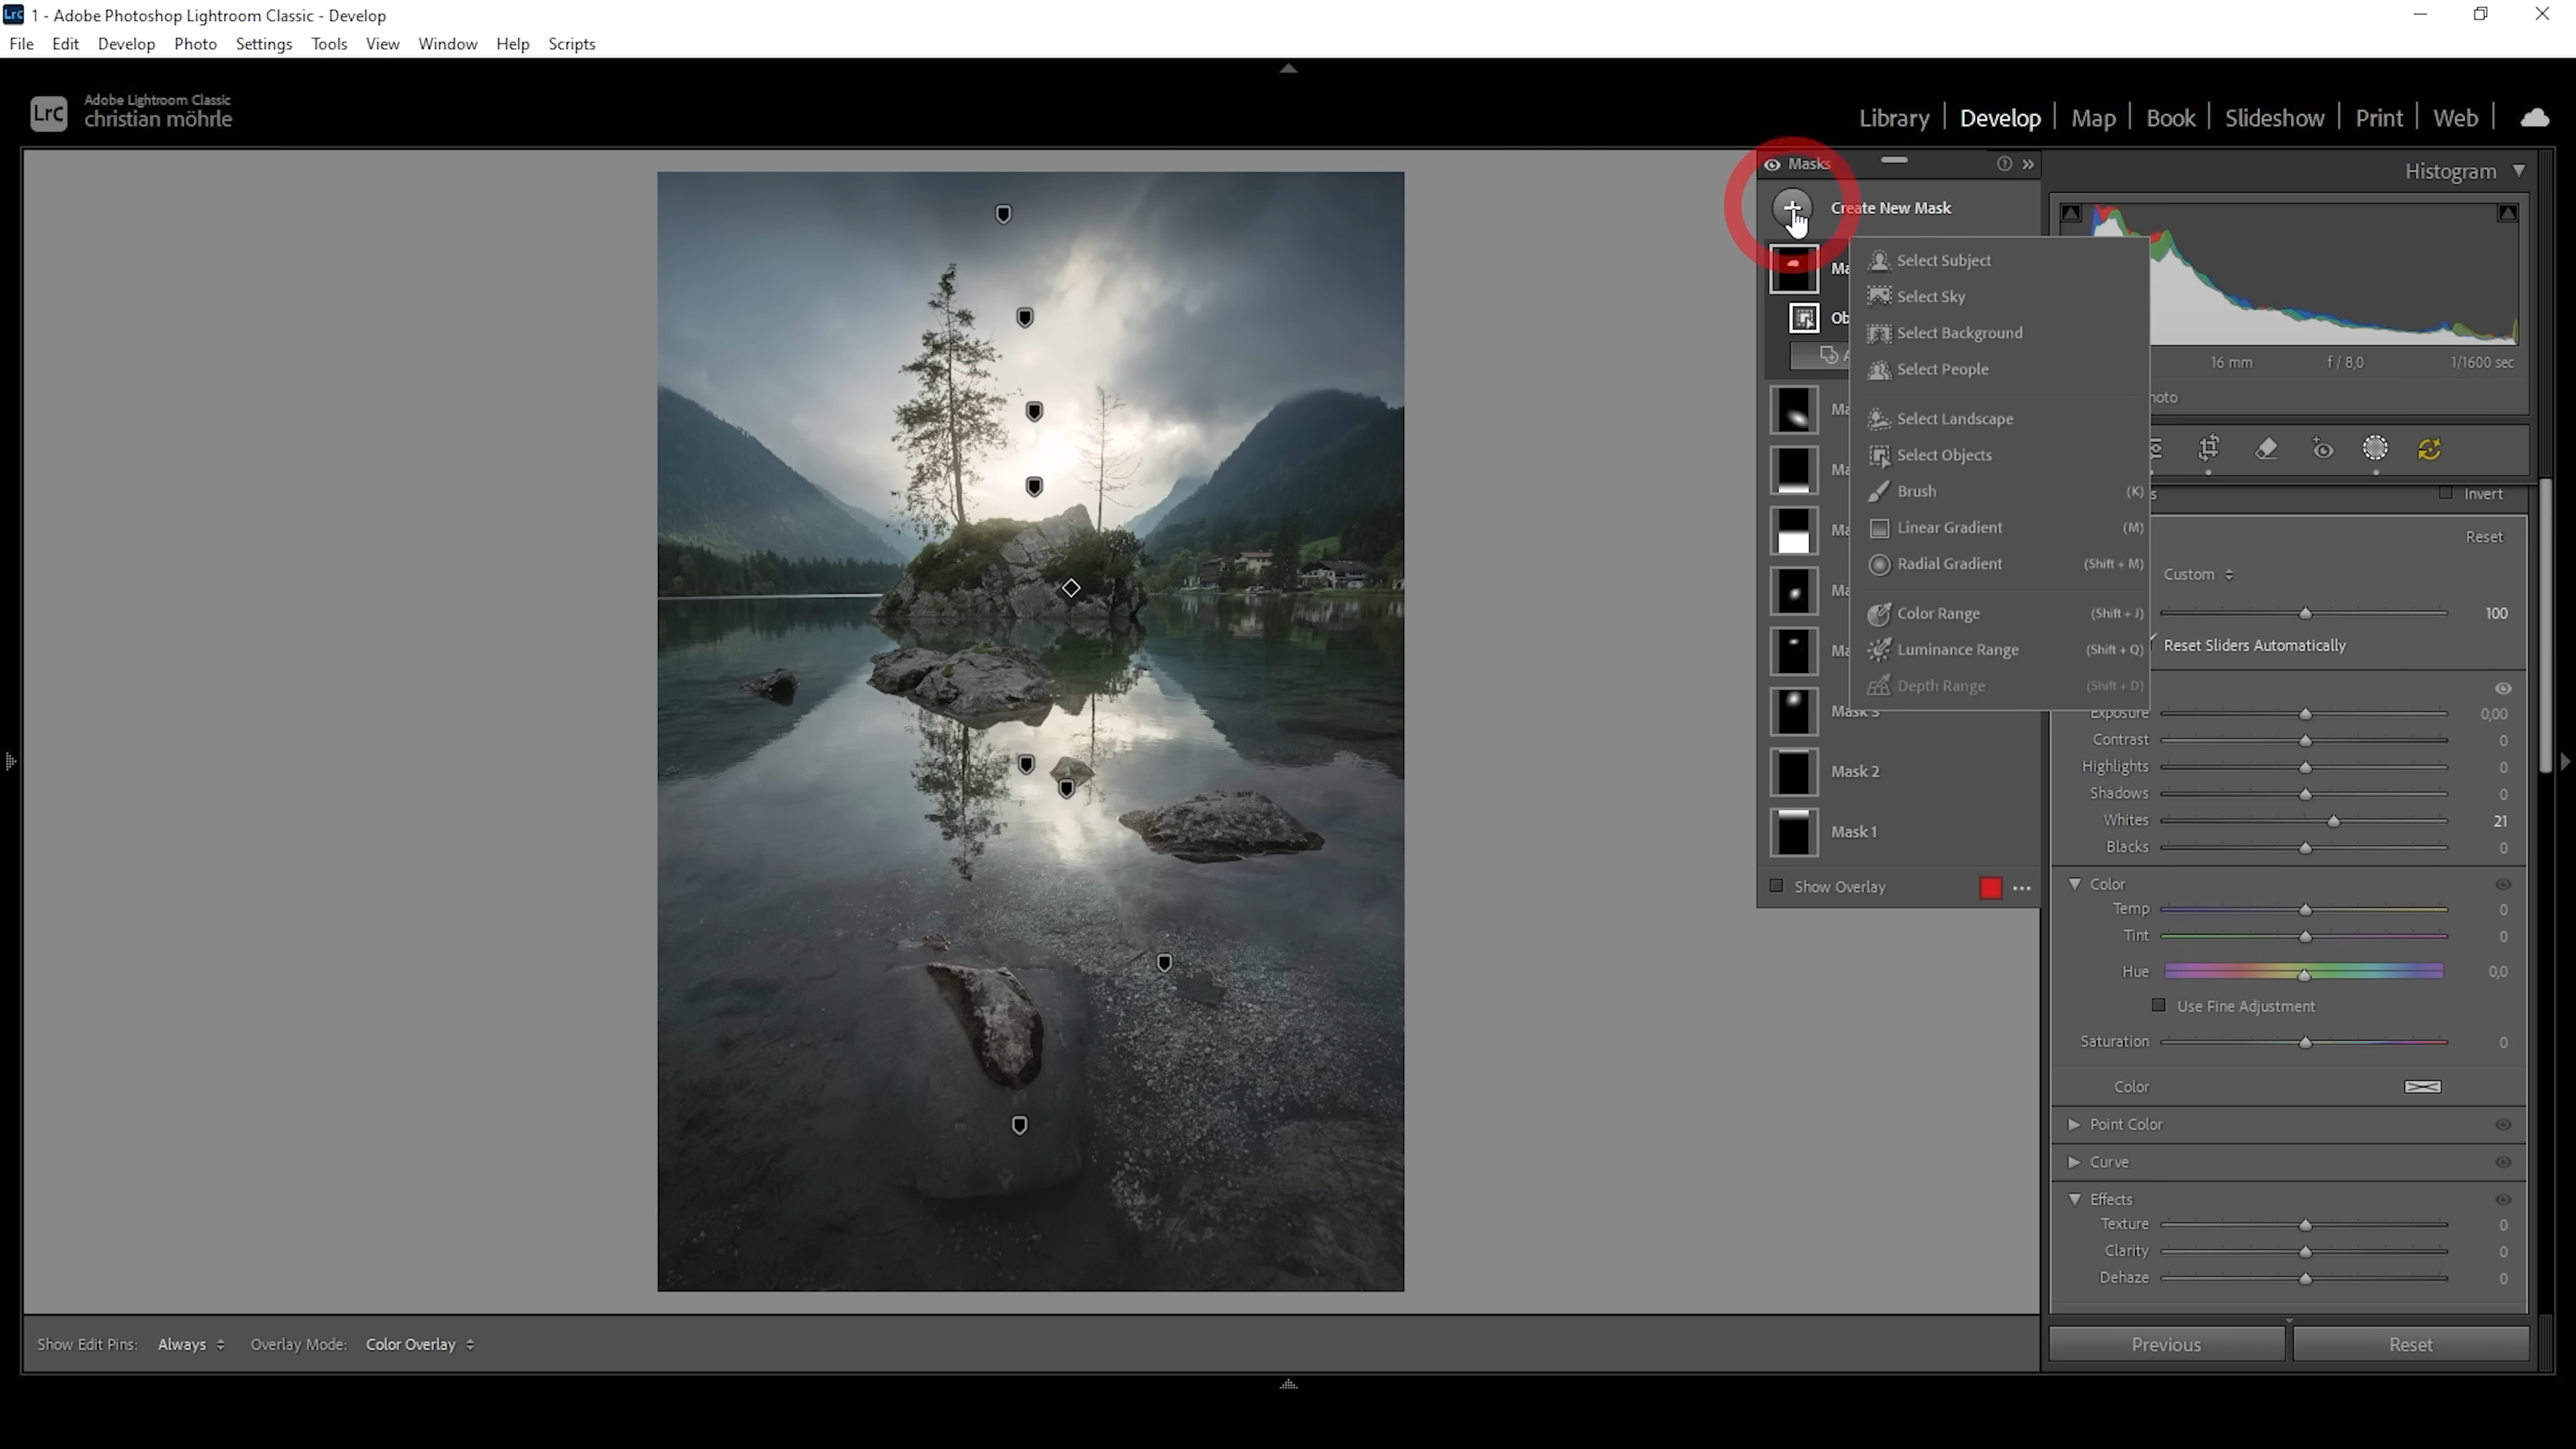 1 - Adobe Photoshop Lightroom Classic - Develop
File Edit Develop Photo Settings Tools View Window Help Scripts
Lrc
Adobe Lightroom Classic
christian möhrle
Library Develop Map Book Slideshow Print Web
Masks
Create New Mask
Select Subject
Select Sky
Select Background
Select People
Select Landscape
Select Objects
Brush (K)
Linear Gradient (M)
Radial Gradient (Shift + M)
Color Range (Shift + J)
Luminance Range (Shift + Q)
Depth Range (Shift + D)
Mask 3
Mask 2
Mask 1
Show Overlay
Histogram
16 mm f / 8,0 1/1600 sec
Invert
Reset
Custom
100
Reset Sliders Automatically
Exposure 0,00
Contrast 0
Highlights 0
Shadows 0
Whites 21
Blacks 0
Color
Temp 0
Tint 0
Hue 0,0
Use Fine Adjustment
Saturation 0
Color
Point Color
Curve
Effects
Texture 0
Clarity 0
Dehaze 0
Show Edit Pins: Always Overlay Mode: Color Overlay
Previous Reset